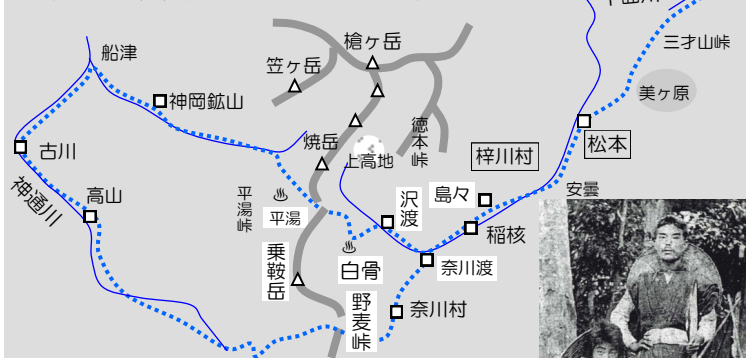 船津
槍ヶ岳
三才山峠
笠ヶ岳
美ヶ原
神岡鉱山
徳本峠
焼岳
上高地
梓川村
松本
古川
神通川
高山
平湯峠
平湯
沢渡
島々
安曇
稲核
乗鞍岳
白骨
奈川渡
野麦峠
奈川村